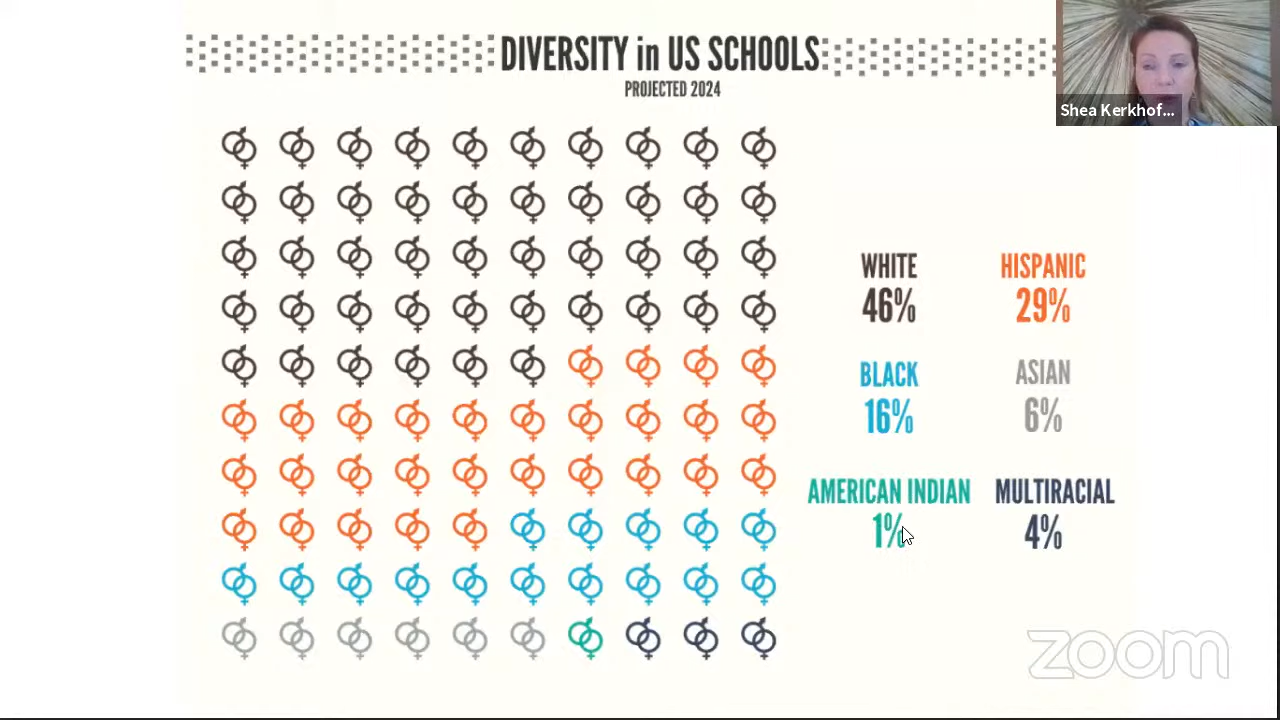 DIVERSITY in US SCHOOLS
PROJECTED 2024
Shea Kerkhof...
WHITE
46%
HISPANIC
29%
BLACK
16%
ASIAN
6%
AMERICAN INDIAN
1%
MULTIRACIAL
4%
zoom